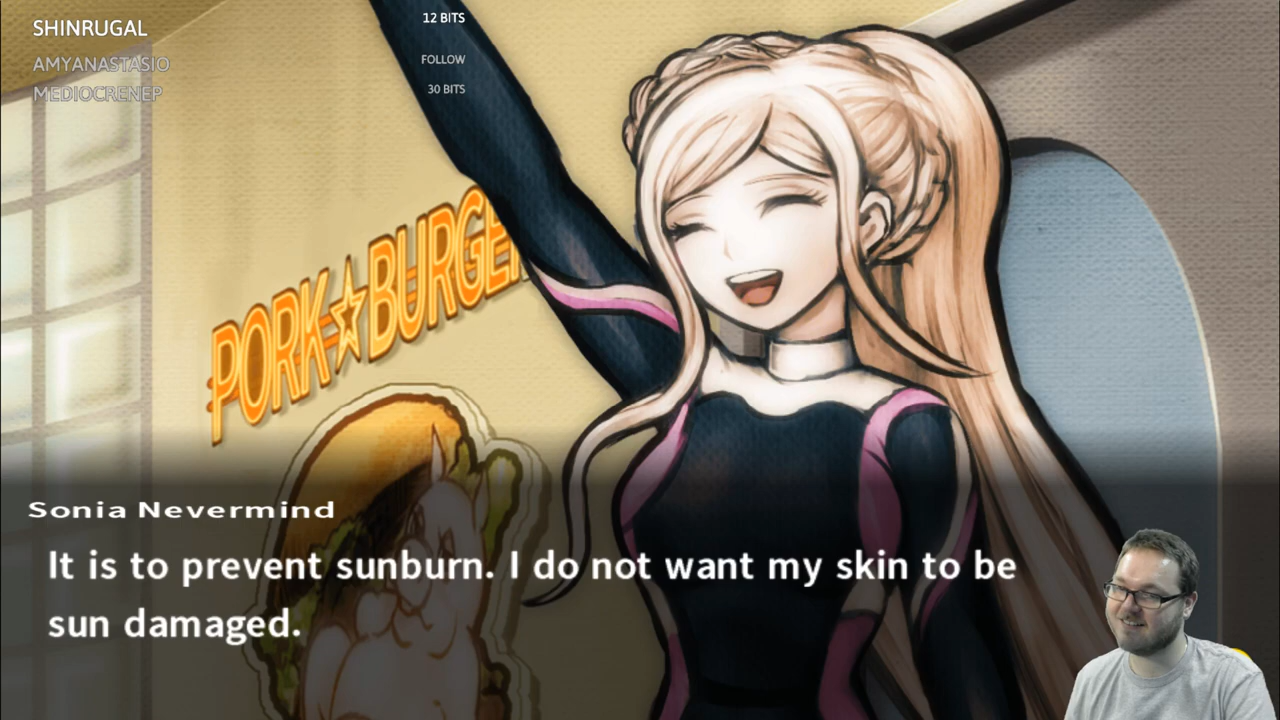 SHINRUGAL
12 BITS
AMYANASTASIO
FOLLOW
MEDIOCRENEP
30 BITS
PORK☆BURGER
Sonia Nevermind
It is to prevent sunburn. I do not want my skin to be
sun damaged.